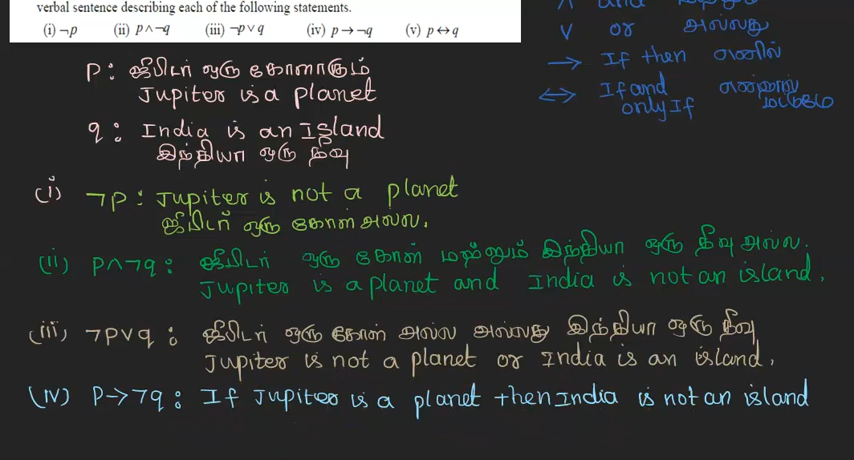 verbal sentence describing each of the following statements.
(i) ¬p (ii) p ∧ ¬q (iii) ¬p ∨ q (iv) p → ¬q (v) p ↔ q
∨ or அல்லது
→ If then எனில்
↔ If and only If
P: ஜீபிடர் ஒரு கோளாகும்
Jupiter is a planet
q: India is an Island
இந்தியா ஒரு தீவு
(i) ¬P: Jupiter is not a planet
ஜீபிடர் ஒரு கோள் அல்ல.
(ii) P∧¬q: ஜீபிடர் ஒரு கோள் மற்றும் இந்தியா ஒரு தீவு அல்ல.
Jupiter is a planet and India is not an island.
(iii) ¬P∨q: ஜீபிடர் ஒரு கோள் அல்ல அல்லது இந்தியா ஒரு தீவு
Jupiter is not a planet or India is an island.
(iv) P→¬q: If Jupiter is a planet then India is not an island